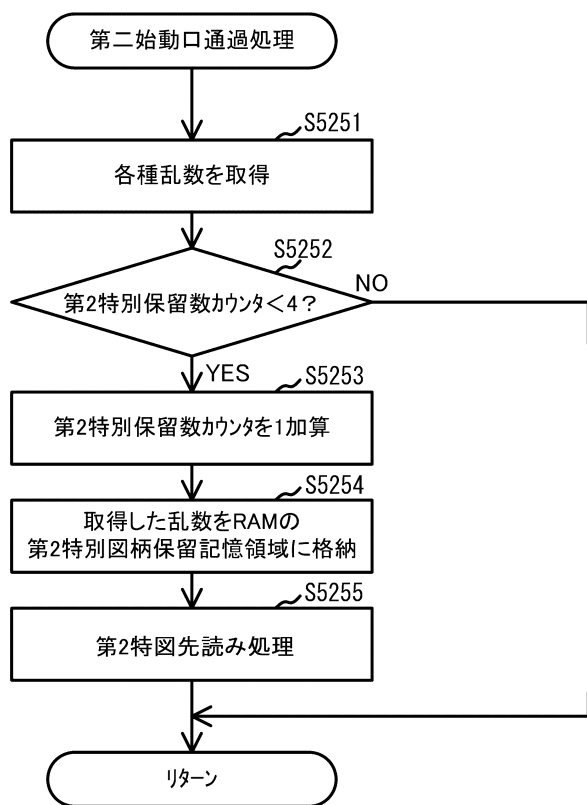 第二始動口通過処理
S5251
各種乱数を取得
S5252
第2特別保留数カウンタ<4?
NO
YES
S5253
第2特別保留数カウンタを1加算
S5254
取得した乱数をRAMの
第2特別図柄保留記憶領域に格納
S5255
第2特図先読み処理
リターン